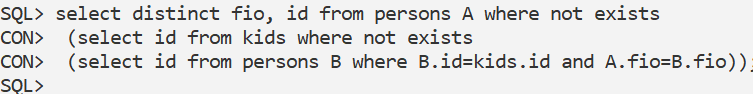 SQL> select distinct fio, id from persons A where not exists
CON> (select id from kids where not exists
CON> (select id from persons B where B.id=kids.id and A.fio=B.fio));
SQL>